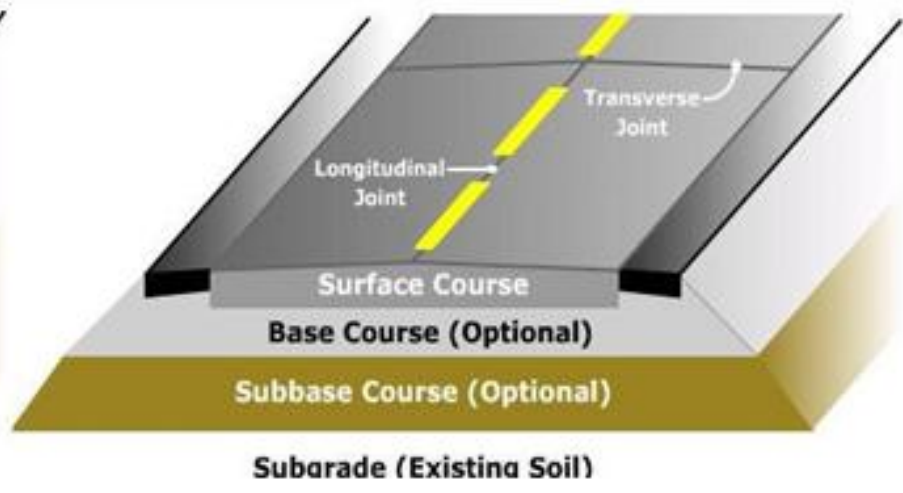 Transverse
Joint
Longitudinal
Joint
Surface Course
Base Course (Optional)
Subbase Course (Optional)
Subgrade (Existing Soil)